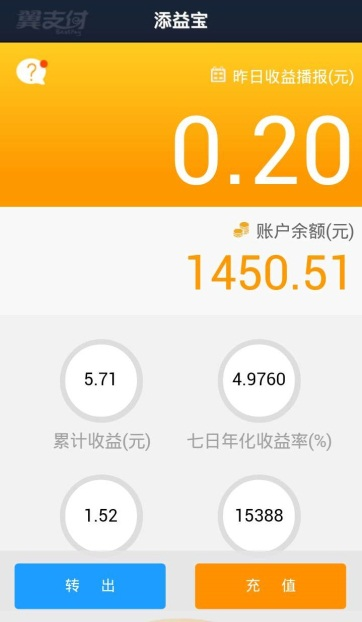 翼支付
添益宝
?
昨日收益播报(元)
0.20
账户余额(元)
1450.51
5.71
4.9760
累计收益(元)
七日年化收益率(%)
1.52
15388
转 出
充 值